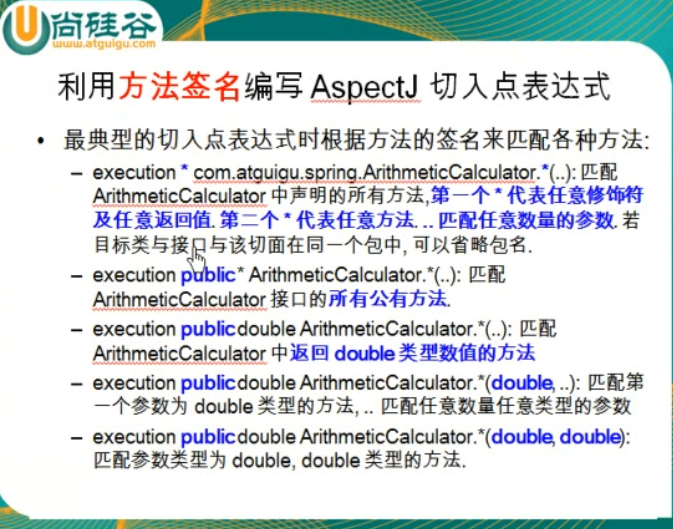 尚硅谷
www.atguigu.com
利用方法签名编写 AspectJ 切入点表达式
• 最典型的切入点表达式时根据方法的签名来匹配各种方法:
– execution * com.atguigu.spring.ArithmeticCalculator.*(..): 匹配
ArithmeticCalculator 中声明的所有方法,第一个 * 代表任意修饰符
及任意返回值. 第二个 * 代表任意方法. .. 匹配任意数量的参数. 若
目标类与接口与该切面在同一个包中, 可以省略包名.
– execution public * ArithmeticCalculator.*(..): 匹配
ArithmeticCalculator 接口的所有公有方法.
– execution public double ArithmeticCalculator.*(..): 匹配
ArithmeticCalculator 中返回 double 类型数值的方法
– execution public double ArithmeticCalculator.*(double, ..): 匹配第
一个参数为 double 类型的方法, .. 匹配任意数量任意类型的参数
– execution public double ArithmeticCalculator.*(double, double):
匹配参数类型为 double, double 类型的方法.